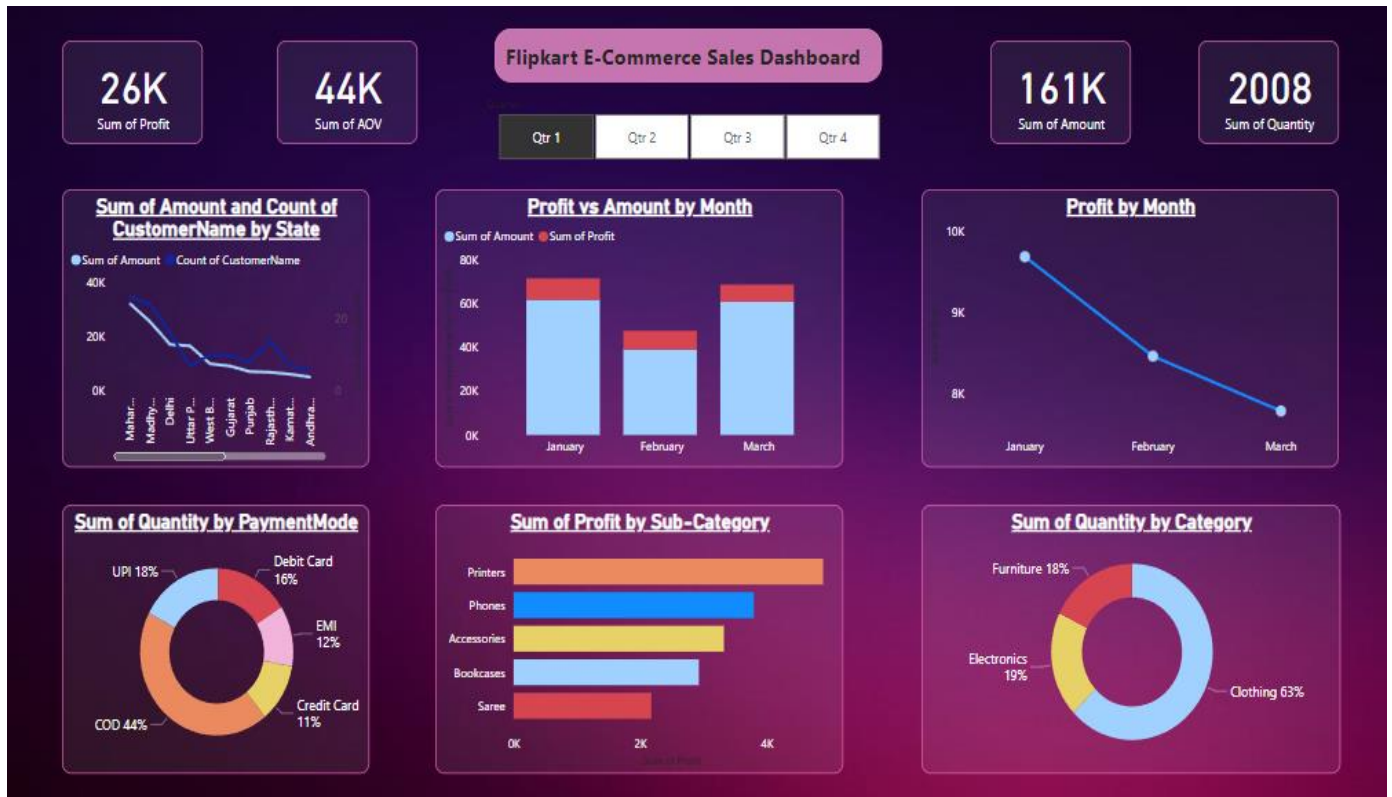 26K
Sum of Profit
44K
Sum of AOV
Flipkart E-Commerce Sales Dashboard
Qtr 1
Qtr 2
Qtr 3
Qtr 4
161K
Sum of Amount
2008
Sum of Quantity
Sum of Amount and Count of
CustomerName by State
Sum of Amount
Count of CustomerName
40K
20K
0K
20
0
Mahar...
Madhy...
Delhi
Uttar P...
West B...
Gujarat
Punjab
Rajasth...
Karnat...
Andhra...
Profit vs Amount by Month
Sum of Amount
Sum of Profit
80K
60K
40K
20K
0K
January
February
March
Profit by Month
10K
9K
8K
January
February
March
Sum of Quantity by PaymentMode
UPI 18%
Debit Card
16%
EMI
12%
Credit Card
11%
COD 44%
Sum of Profit by Sub-Category
Printers
Phones
Accessories
Bookcases
Saree
0K
2K
4K
Sum of Profit
Sum of Quantity by Category
Furniture 18%
Electronics
19%
Clothing 63%